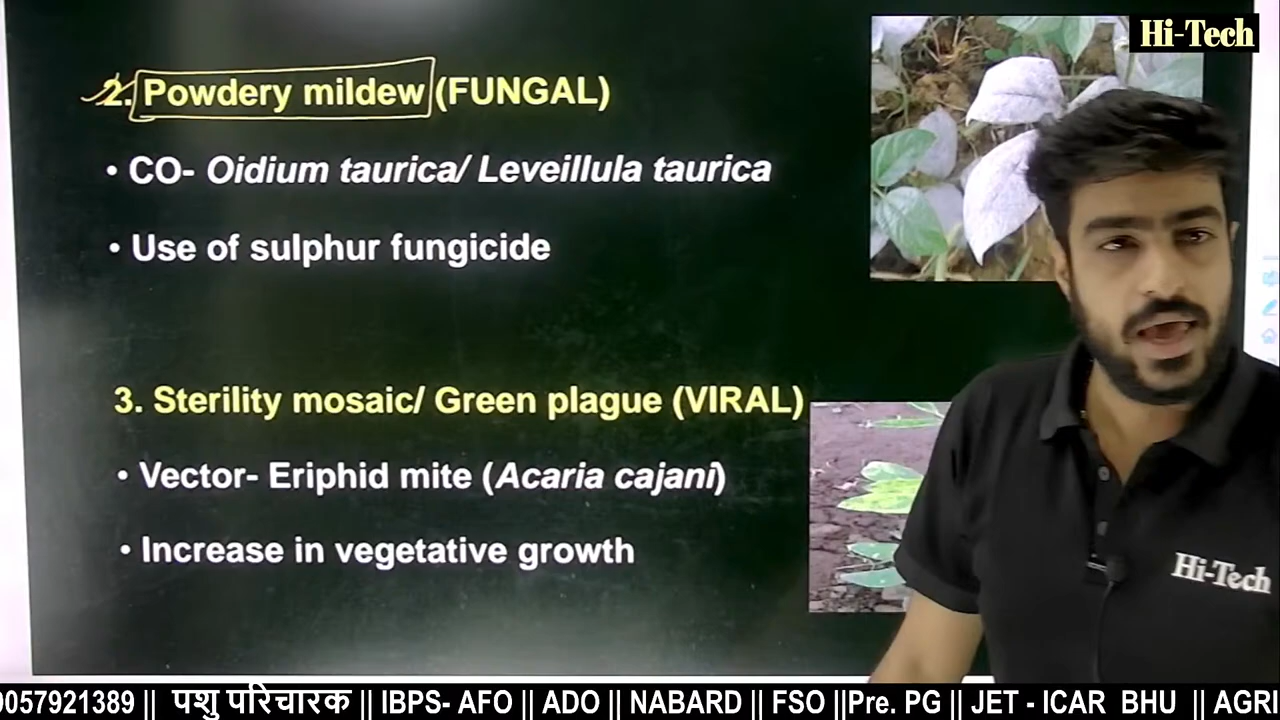 Hi-Tech
2. Powdery mildew (FUNGAL)
• CO- Oidium taurica/ Leveillula taurica
• Use of sulphur fungicide
3. Sterility mosaic/ Green plague (VIRAL)
• Vector- Eriphid mite (Acaria cajani)
• Increase in vegetative growth
Hi-Tech
9057921389 || पशु परिचारक || IBPS- AFO || ADO || NABARD || FSO ||Pre. PG || JET - ICAR BHU || AGRI